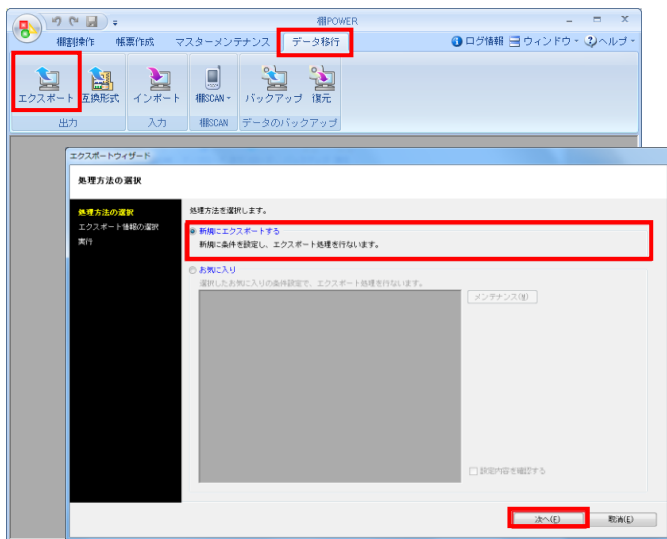 棚POWER
棚割操作 帳票作成 マスターメンテナンス データ移行 ログ情報 ウィンドウ ヘルプ
エクスポート 互換形式 インポート 棚SCAN バックアップ 復元
出力 入力 棚SCAN データのバックアップ
エクスポートウィザード
処理方法の選択
処理方法の選択
エクスポート情報の選択
実行
処理方法を選択します。
新規にエクスポートする
新規に条件を設定し、エクスポート処理を行ないます。
お気に入り
選択したお気に入りの条件設定で、エクスポート処理を行ないます。
メンテナンス(M)
設定内容を確認する
次へ(F) 取消(E)